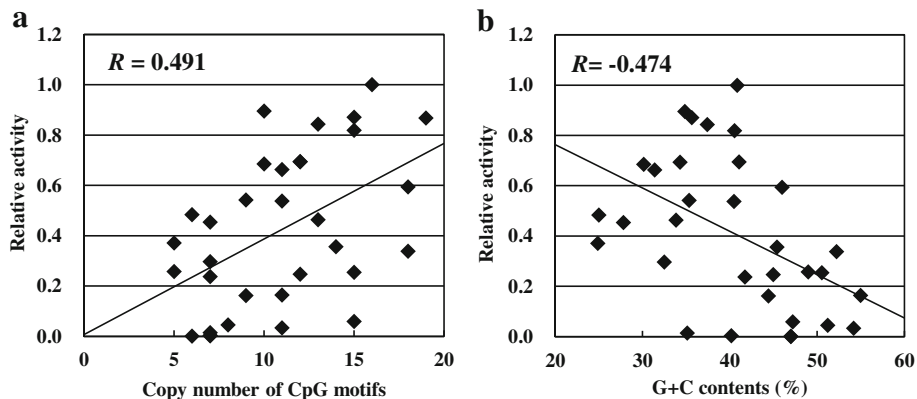 a
R = 0.491
Relative activity
1.2
1.0
0.8
0.6
0.4
0.2
0.0
0 5 10 15 20
Copy number of CpG motifs
b
R= -0.474
Relative activity
1.2
1.0
0.8
0.6
0.4
0.2
0.0
20 30 40 50 60
G+C contents (%)